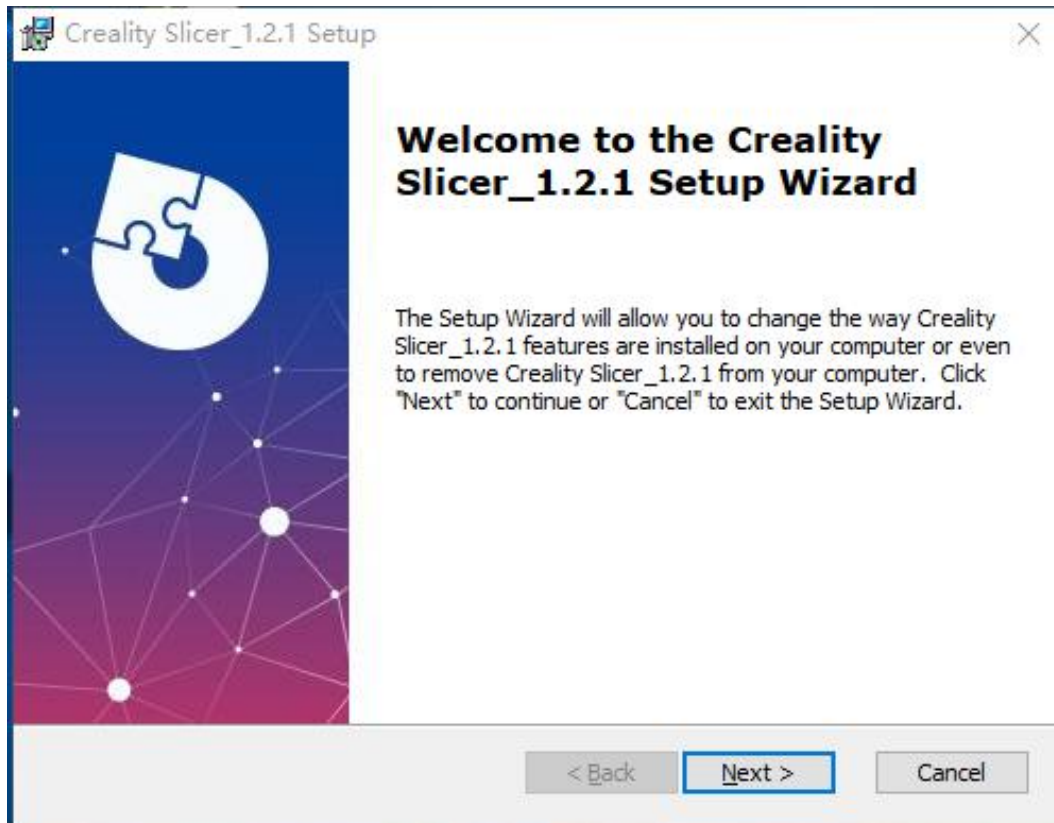 Creality Slicer_1.2.1 Setup
Welcome to the Creality
Slicer_1.2.1 Setup Wizard
The Setup Wizard will allow you to change the way Creality
Slicer_1.2.1 features are installed on your computer or even
to remove Creality Slicer_1.2.1 from your computer.  Click
"Next" to continue or "Cancel" to exit the Setup Wizard.
< Back
Next >
Cancel